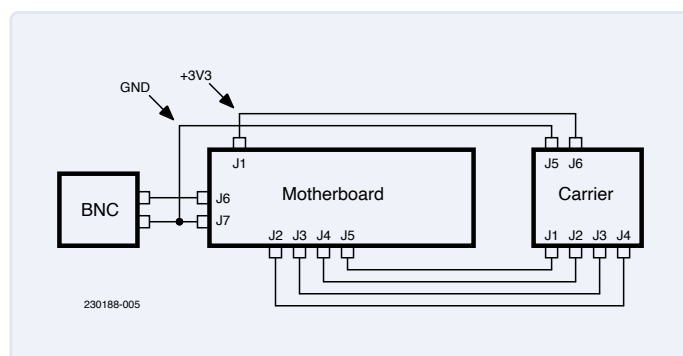 +3V3
GND
J1
J5 J6
BNC
J6
J7
Motherboard
Carrier
J2 J3 J4 J5
J1 J2 J3 J4
230188-005